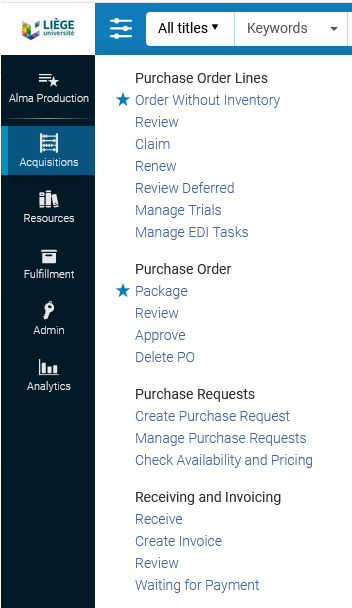 LIÈGE
université
All titles
Keywords
Alma Production
Acquisitions
Resources
Fulfillment
Admin
Analytics
Purchase Order Lines
Order Without Inventory
Review
Claim
Renew
Review Deferred
Manage Trials
Manage EDI Tasks
Purchase Order
Package
Review
Approve
Delete PO
Purchase Requests
Create Purchase Request
Manage Purchase Requests
Check Availability and Pricing
Receiving and Invoicing
Receive
Create Invoice
Review
Waiting for Payment